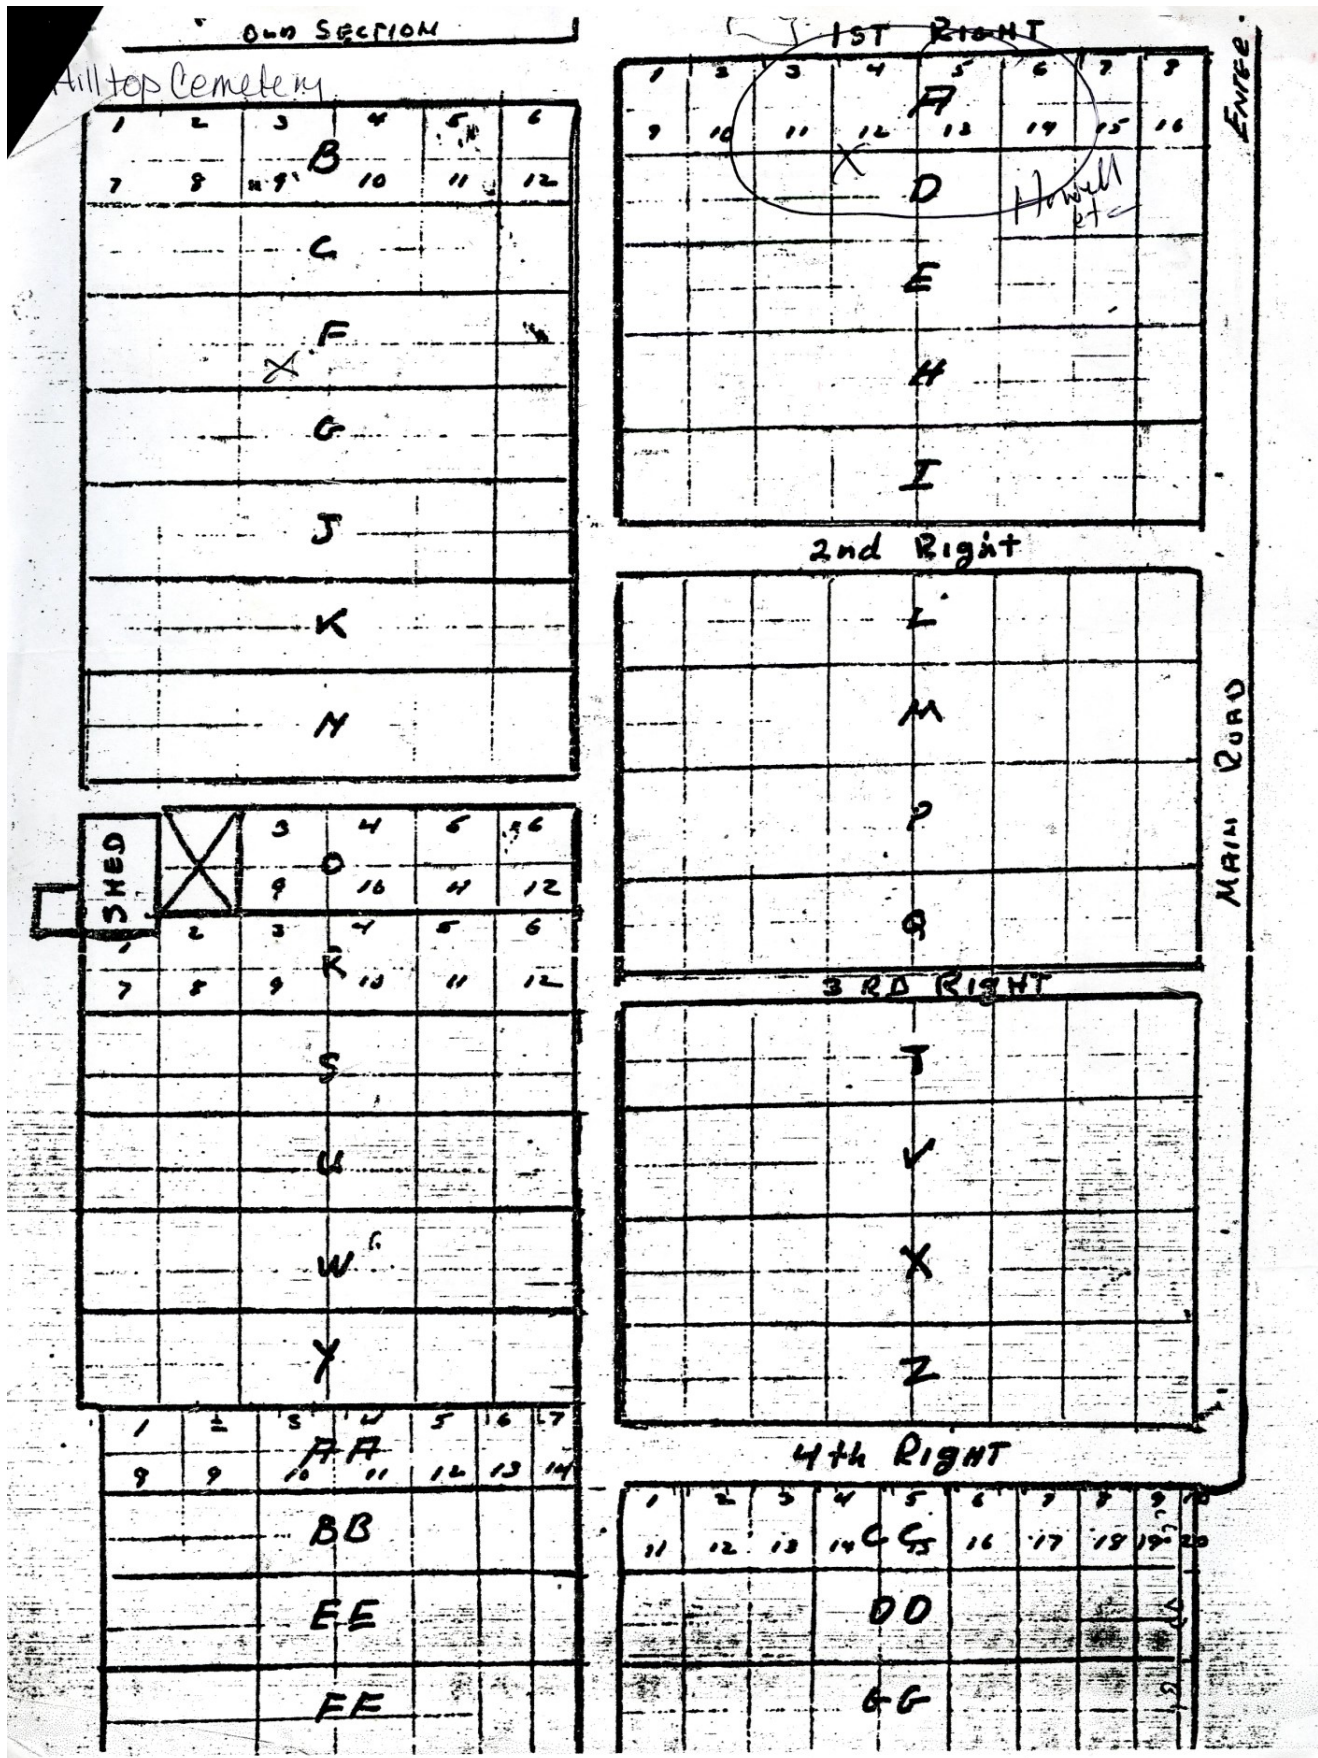 2nd SECTION
Hilltop Cemetery
1 2 3 4 5 6
B
7 8 9 10 11 12
C
F
X
G
J
K
N
SHED
3 4 5 6
O
9 10 11 12
1 2 3 4 5 6
R
7 8 9 10 11 12
S
U
W
Y
1 2 3 4 5 6 7
AA
8 9 10 11 12 13 14
BB
EE
FF
1ST RIGHT
1 2 3 4 5 6 7 8
A
9 10 11 12 13 14 15 16
X
D
Howell
etc
E
H
I
2nd Right
L
M
P
Q
3RD RIGHT
T
V
X
Z
4th RIGHT
1 2 3 4 5 6 7 8 9 10
CC
11 12 13 14 15 16 17 18 19 20
DD
GG
ENTER
MAIN ROAD